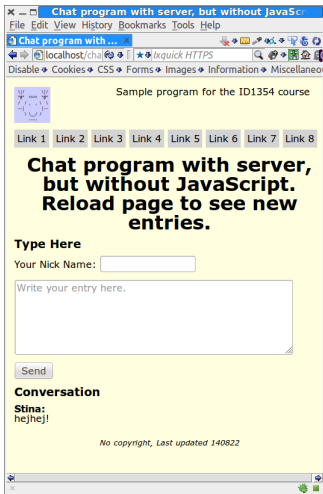 Chat program with server, but without JavaScr
File Edit View History Bookmarks Tools Help
Chat program with ...
localhost/cha
Ixquick HTTPS
Disable Cookies CSS Forms Images Information Miscellaneo
Sample program for the ID1354 course
Link 1 Link 2 Link 3 Link 4 Link 5 Link 6 Link 7 Link 8
Chat program with server,
but without JavaScript.
Reload page to see new
entries.
Type Here
Your Nick Name:
Write your entry here.
Send
Conversation
Stina:
hejhej!
No copyright, Last updated 140822